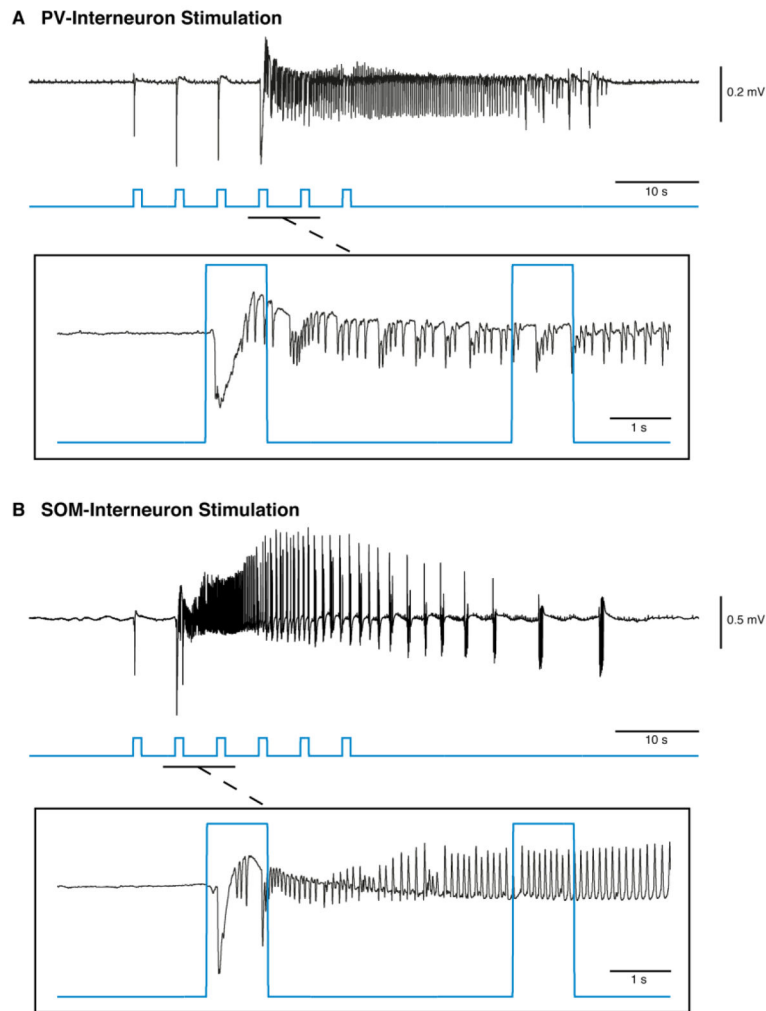 A PV-Interneuron Stimulation
0.2 mV
10 s
1 s
B SOM-Interneuron Stimulation
0.5 mV
10 s
1 s